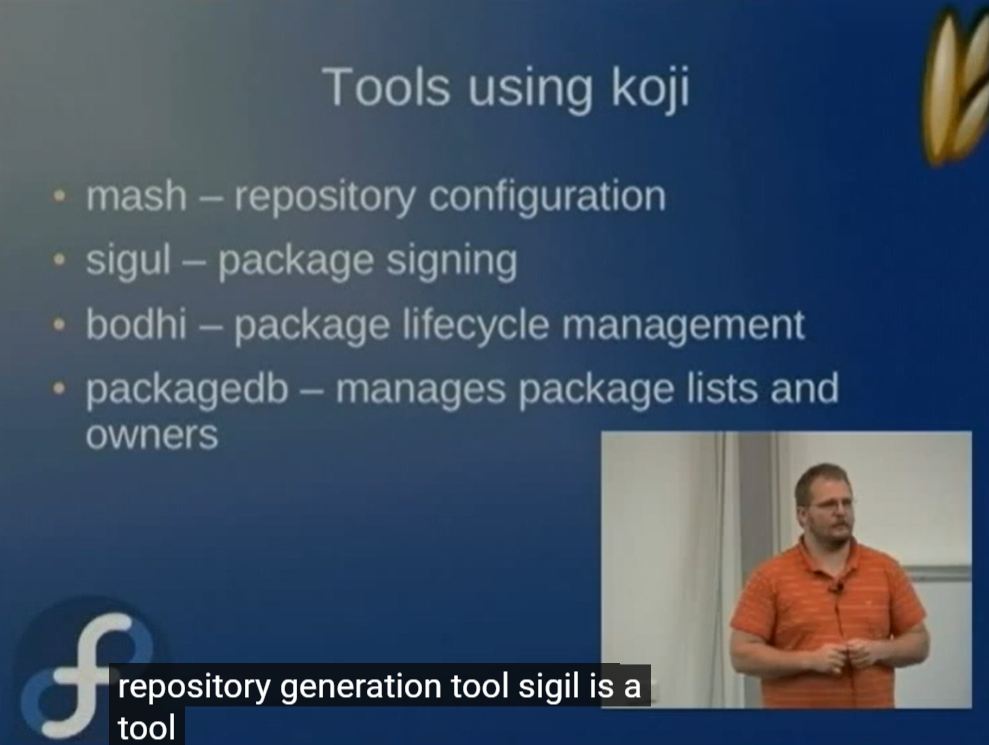 Tools using koji
• mash – repository configuration
• sigul – package signing
• bodhi – package lifecycle management
• packagedb – manages package lists and
owners
repository generation tool sigil is a
tool